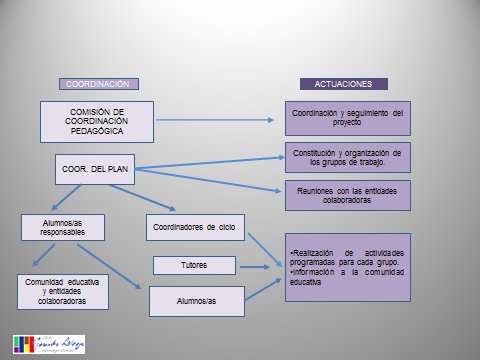 COORDINACIÓN
ACTUACIONES
COMISIÓN DE
COORDINACIÓN
PEDAGÓGICA
Coordinación y seguimiento del
proyecto
COOR. DEL PLAN
Constitución y organización de
los grupos de trabajo.
Reuniones con las entidades
colaboradoras
Alumnos/as
responsables
Coordinadores de ciclo
•Realización de actividades
programadas para cada grupo.
•Información a la comunidad
educativa
Tutores
Comunidad educativa
y entidades
colaboradoras
Alumnos/as
Gerardo Diego